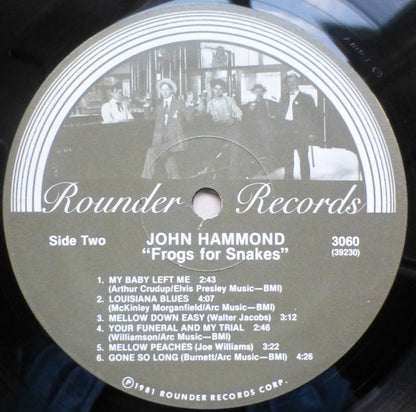 Rounder Records
Side Two
JOHN HAMMOND
"Frogs for Snakes"
3060
(39230)
1. MY BABY LEFT ME 2:43
(Arthur Crudup/Elvis Presley Music—BMI)
2. LOUISIANA BLUES 4:07
(McKinley Morganfield/Arc Music—BMI)
3. MELLOW DOWN EASY (Walter Jacobs) 3:12
4. YOUR FUNERAL AND MY TRIAL 2:46
(Williamson/Arc Music—BMI)
5. MELLOW PEACHES (Joe Williams) 3:22
6. GONE SO LONG (Burnett/Arc Music—BMI) 4:26
Ⓟ1981 ROUNDER RECORDS CORP.